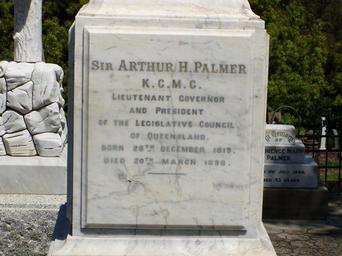 SIR ARTHUR H. PALMER
K.C.M.G.
LIEUTENANT GOVERNOR
AND PRESIDENT
OF THE LEGISLATIVE COUNCIL
OF QUEENSLAND.
BORN 28TH DECEMBER 1819.
DIED 20TH MARCH 1898.
OF
PALMER